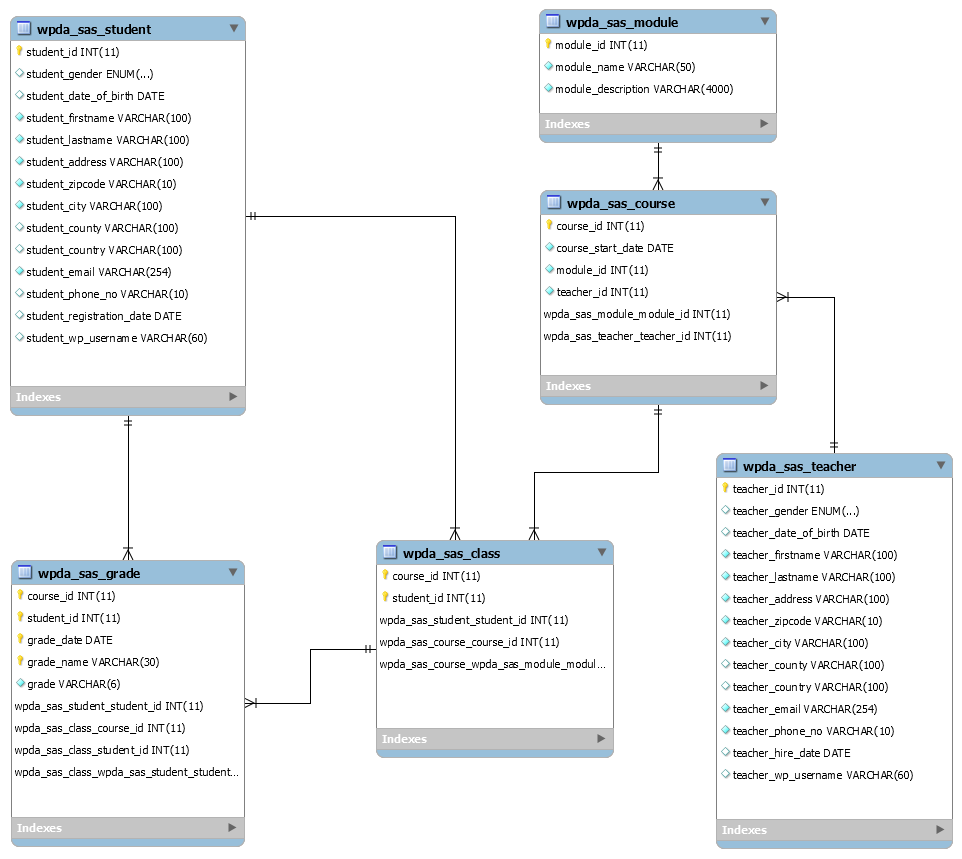 wpda_sas_student
student_id INT(11)
student_gender ENUM(...)
student_date_of_birth DATE
student_firstname VARCHAR(100)
student_lastname VARCHAR(100)
student_address VARCHAR(100)
student_zipcode VARCHAR(10)
student_city VARCHAR(100)
student_county VARCHAR(100)
student_country VARCHAR(100)
student_email VARCHAR(254)
student_phone_no VARCHAR(10)
student_registration_date DATE
student_wp_username VARCHAR(60)
Indexes
wpda_sas_module
module_id INT(11)
module_name VARCHAR(50)
module_description VARCHAR(4000)
Indexes
wpda_sas_course
course_id INT(11)
course_start_date DATE
module_id INT(11)
teacher_id INT(11)
wpda_sas_module_module_id INT(11)
wpda_sas_teacher_teacher_id INT(11)
Indexes
wpda_sas_teacher
teacher_id INT(11)
teacher_gender ENUM(...)
teacher_date_of_birth DATE
teacher_firstname VARCHAR(100)
teacher_lastname VARCHAR(100)
teacher_address VARCHAR(100)
teacher_zipcode VARCHAR(10)
teacher_city VARCHAR(100)
teacher_county VARCHAR(100)
teacher_country VARCHAR(100)
teacher_email VARCHAR(254)
teacher_phone_no VARCHAR(10)
teacher_hire_date DATE
teacher_wp_username VARCHAR(60)
Indexes
wpda_sas_class
course_id INT(11)
student_id INT(11)
wpda_sas_student_student_id INT(11)
wpda_sas_course_course_id INT(11)
wpda_sas_course_wpda_sas_module_modul...
Indexes
wpda_sas_grade
course_id INT(11)
student_id INT(11)
grade_date DATE
grade_name VARCHAR(30)
grade VARCHAR(6)
wpda_sas_student_student_id INT(11)
wpda_sas_class_course_id INT(11)
wpda_sas_class_student_id INT(11)
wpda_sas_class_wpda_sas_student_student...
Indexes